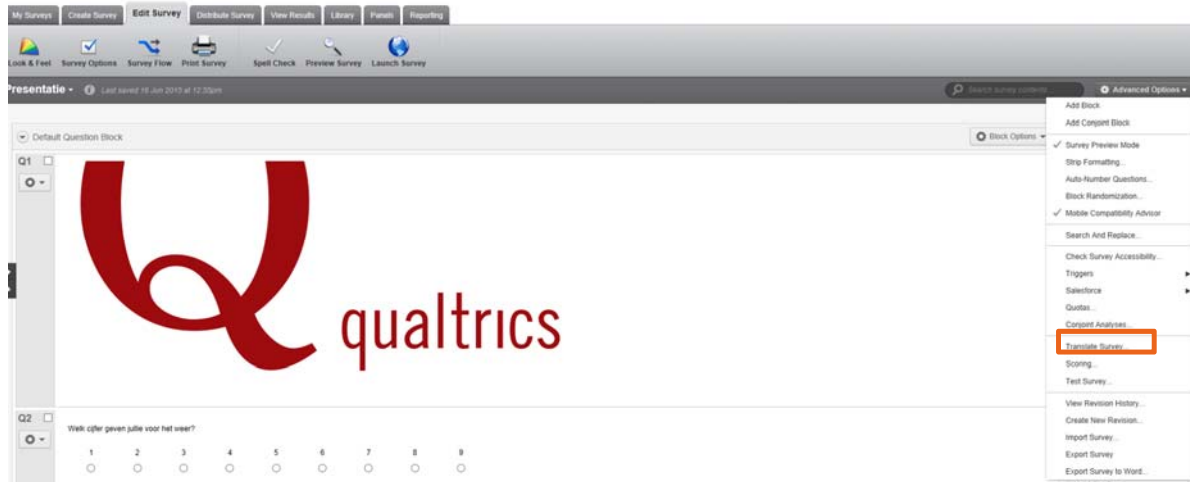 My Surveys Create Survey Edit Survey Distribute Survey View Results Library Panels Reporting
Look & Feel Survey Options Survey Flow Print Survey Spell Check Preview Survey Launch Survey
Presentatie Last saved 16 Jun 2013 at 12:55pm Search survey contents Advanced Options
Default Question Block Block Options
Q1
qualtrics
Q2
Welk cijfer geven jullie voor het weer?
1 2 3 4 5 6 7 8 9
Add Block
Add Conjoint Block
Survey Preview Mode
Strip Formatting...
Auto-Number Questions...
Block Randomization...
Mobile Compatibility Advisor
Search And Replace...
Check Survey Accessibility...
Triggers
Salesforce
Quotas...
Conjoint Analyses...
Translate Survey...
Scoring...
Test Survey...
View Revision History...
Create New Revision...
Import Survey...
Export Survey
Export Survey to Word...